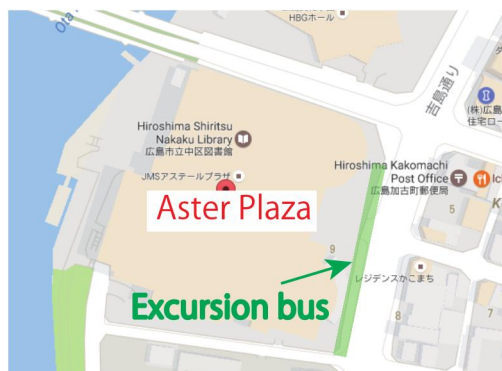 HBGホール
Ota
吉島通り
(株)広島
住宅ロー
Hiroshima Shiritsu
Nakaku Library
広島市立中区図書館
JMSアステールプラザ
Aster Plaza
Hiroshima Kakomachi
Post Office
広島加古町郵便局
Ici
5
K
9
レジデンスかこまち
Excursion bus
8
7